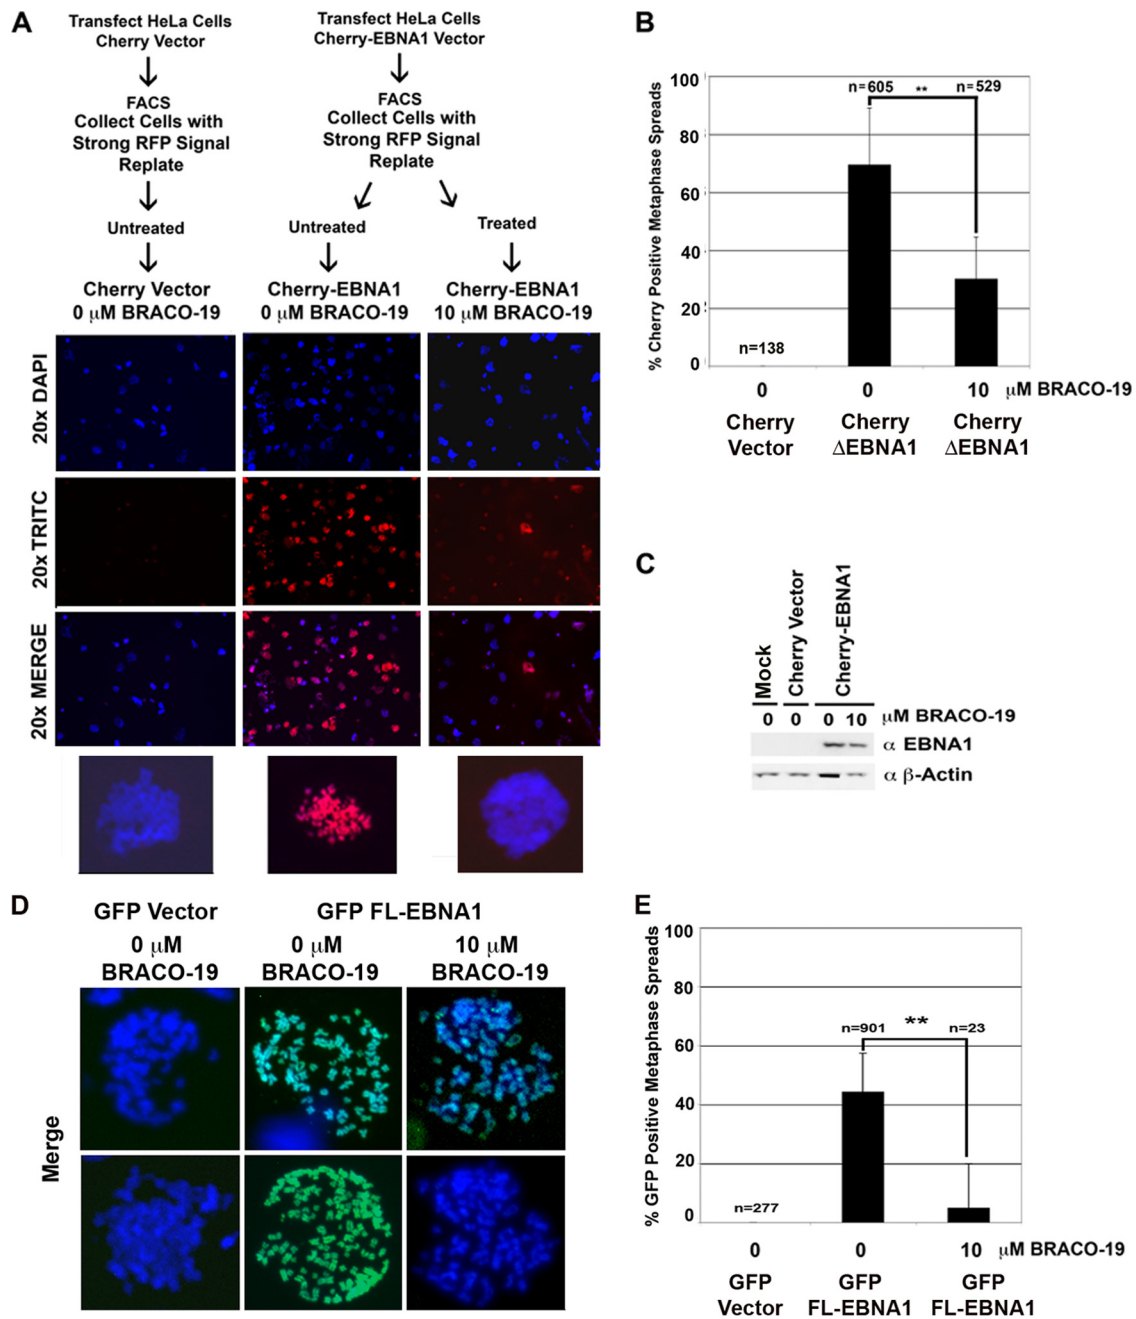 A
Transfect HeLa Cells
Cherry Vector
Transfect HeLa Cells
Cherry-EBNA1 Vector
FACS
Collect Cells with
Strong RFP Signal
Replate
FACS
Collect Cells with
Strong RFP Signal
Replate
Untreated
Untreated
Treated
Cherry Vector
0 μM BRACO-19
Cherry-EBNA1
0 μM BRACO-19
Cherry-EBNA1
10 μM BRACO-19
20x DAPI
20x TRITC
20x MERGE
B
% Cherry Positive Metaphase Spreads
100
80
60
40
20
0
n=138
n=605
**
n=529
0
0
10
μM BRACO-19
Cherry
Vector
Cherry
ΔEBNA1
Cherry
ΔEBNA1
C
Mock
Cherry Vector
Cherry-EBNA1
0
0
0
10
μM BRACO-19
α EBNA1
α β-Actin
D
GFP Vector
GFP FL-EBNA1
0 μM
BRACO-19
0 μM
BRACO-19
10 μM
BRACO-19
Merge
E
% GFP Positive Metaphase Spreads
100
80
60
40
20
0
n=277
n=901
**
n=23
0
0
10
μM BRACO-19
GFP
Vector
GFP
FL-EBNA1
GFP
FL-EBNA1